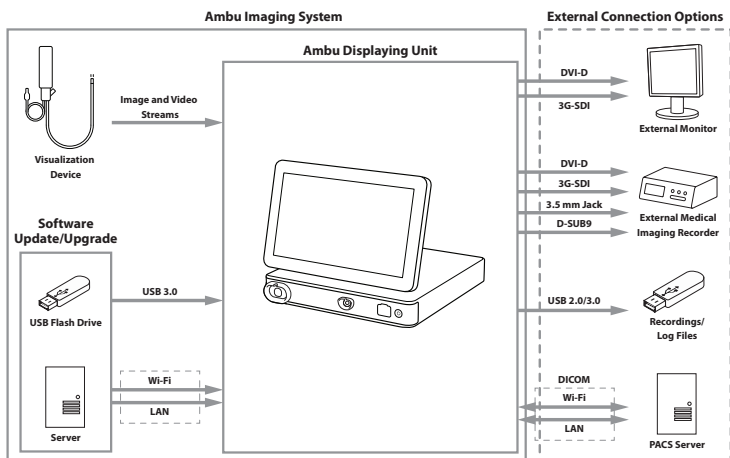 Ambu Imaging System
External Connection Options
Ambu Displaying Unit
Image and Video
Streams
Visualization
Device
Software
Update/Upgrade
USB Flash Drive
USB 3.0
Server
Wi-Fi
LAN
DVI-D
3G-SDI
External Monitor
DVI-D
3G-SDI
3.5 mm Jack
D-SUB9
External Medical
Imaging Recorder
USB 2.0/3.0
Recordings/
Log Files
DICOM
Wi-Fi
LAN
PACS Server